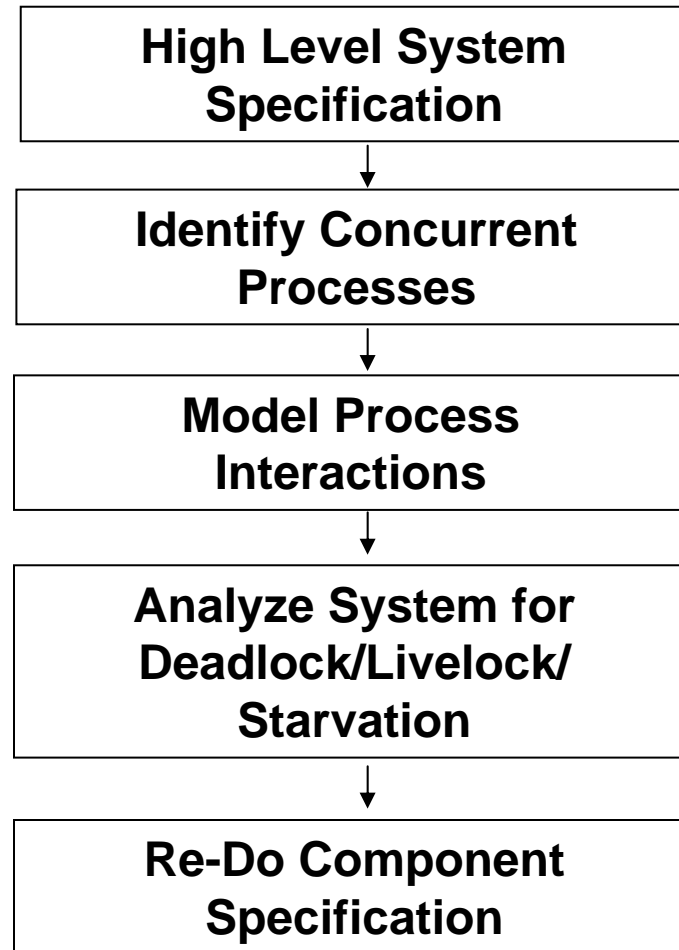 High Level System
Specification
Identify Concurrent
Processes
Model Process
Interactions
Analyze System for
Deadlock/Livelock/
Starvation
Re-Do Component
Specification